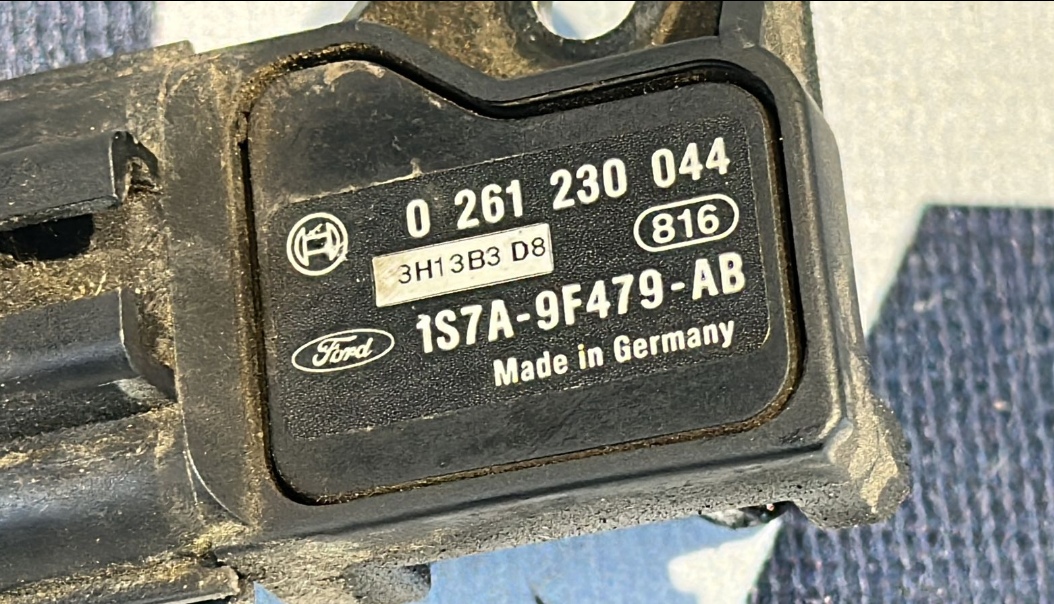 0 261 230 044
816
3H13B3 D8
1S7A-9F479-AB
Ford
Made in Germany